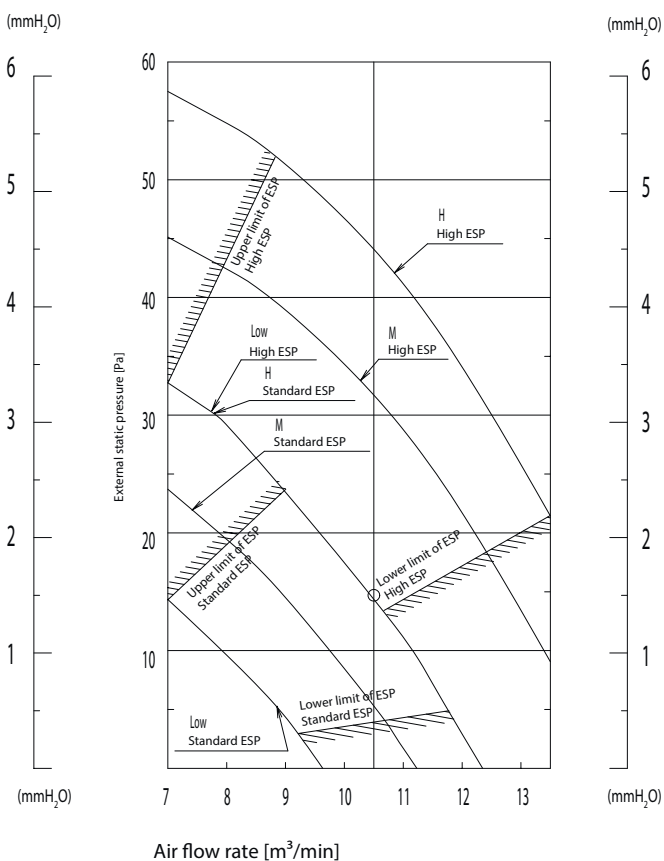 (mmH₂O)
(mmH₂O)
6
5
4
3
2
1
(mmH₂O)
External static pressure [Pa]
60
50
40
30
20
10
Upper limit of ESP
High ESP
H
High ESP
Low
High ESP
H
Standard ESP
M
High ESP
M
Standard ESP
Upper limit of ESP
Standard ESP
Lower limit of ESP
High ESP
Lower limit of ESP
Standard ESP
Low
Standard ESP
6
5
4
3
2
1
(mmH₂O)
7
8
9
10
11
12
13
Air flow rate [m³/min]